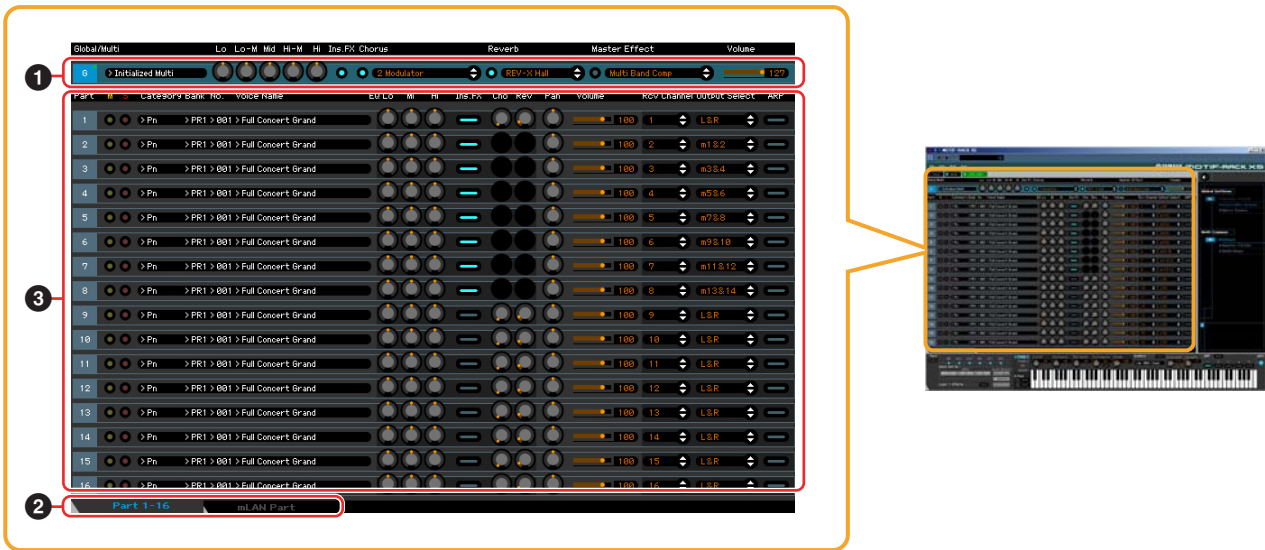 Global/Multi Lo Lo-M Mid Hi-M Hi Ins.FX Chorus Reverb Master Effect Volume
1 G >Initialized Multi 2 Modulator REV-X Hall Multi Band Comp 127
Part M S Category Bank No. Voice Name EQ Lo Mi Hi Ins.FX Cho Rev Pan Volume Rcv Channel Output Select ARP
1 >Pn >PR1 >001 >Full Concert Grand 100 1 L&R
2 >Pn >PR1 >001 >Full Concert Grand 100 2 m1&2
3 >Pn >PR1 >001 >Full Concert Grand 100 3 m3&4
4 >Pn >PR1 >001 >Full Concert Grand 100 4 m5&6
5 >Pn >PR1 >001 >Full Concert Grand 100 5 m7&8
6 >Pn >PR1 >001 >Full Concert Grand 100 6 m9&10
7 >Pn >PR1 >001 >Full Concert Grand 100 7 m11&12
3 8 >Pn >PR1 >001 >Full Concert Grand 100 8 m13&14
9 >Pn >PR1 >001 >Full Concert Grand 100 9 L&R
10 >Pn >PR1 >001 >Full Concert Grand 100 10 L&R
11 >Pn >PR1 >001 >Full Concert Grand 100 11 L&R
12 >Pn >PR1 >001 >Full Concert Grand 100 12 L&R
13 >Pn >PR1 >001 >Full Concert Grand 100 13 L&R
14 >Pn >PR1 >001 >Full Concert Grand 100 14 L&R
15 >Pn >PR1 >001 >Full Concert Grand 100 15 L&R
16 >Pn >PR1 >001 >Full Concert Grand 100 16 L&R
2 Part 1-16 mLAN Part
MOTIF-RACK XS